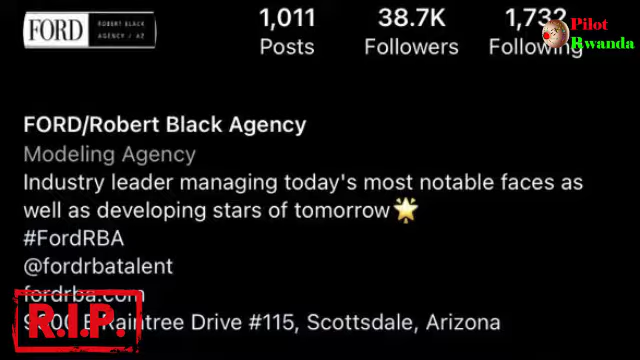 FORD
ROBERT BLACK
AGENCY / AZ
1,011
38.7K
1,732
Posts
Followers
Following
Pilot
Rwanda
FORD/Robert Black Agency
Modeling Agency
Industry leader managing today's most notable faces as
well as developing stars of tomorrow🌟
#FordRBA
@fordrbatalent
fordrba.com
R.I.P.
E Raintree Drive #115, Scottsdale, Arizona